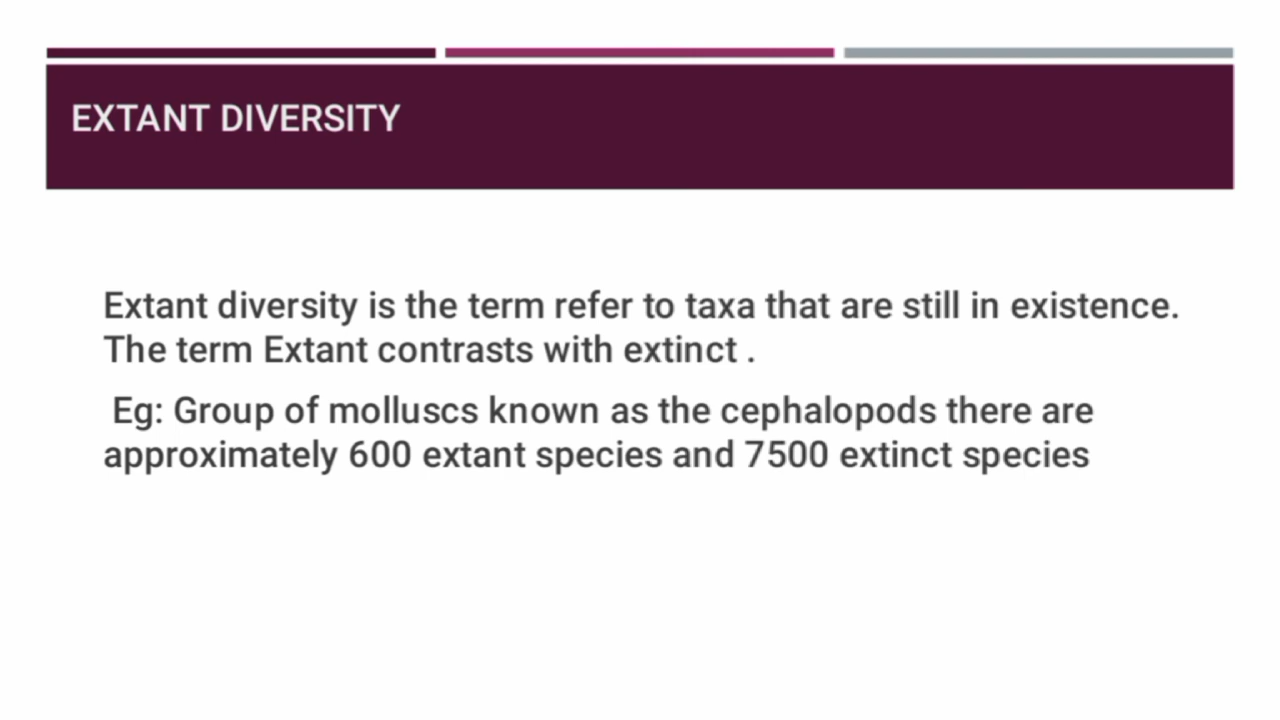 EXTANT DIVERSITY
Extant diversity is the term refer to taxa that are still in existence.
The term Extant contrasts with extinct .
Eg: Group of molluscs known as the cephalopods there are
approximately 600 extant species and 7500 extinct species